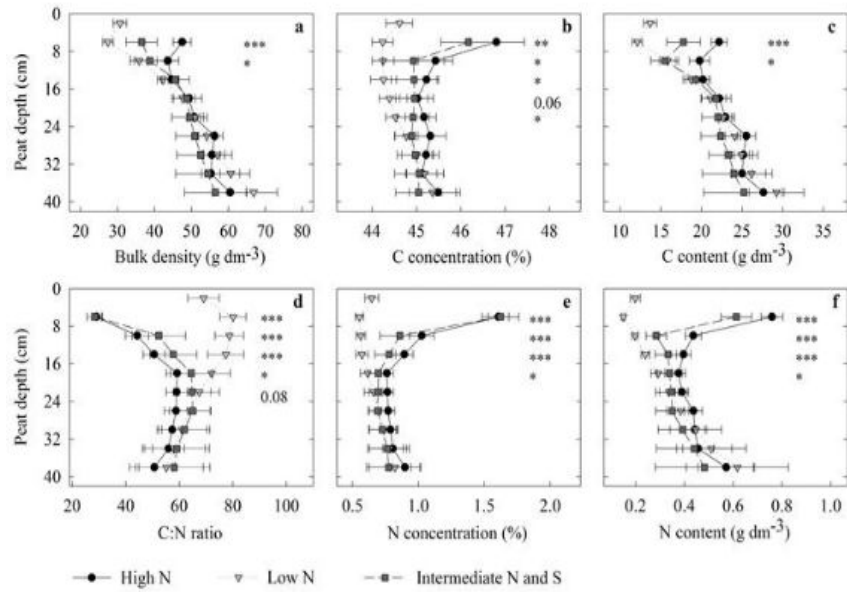 a
b
c
0
8
16
24
32
40
Peat depth (cm)
***
*
**
*
*
0.06
*
***
*
20 30 40 50 60 70 80
44 45 46 47 48
10 15 20 25 30 35
Bulk density (g dm-3)
C concentration (%)
C content (g dm-3)
d
e
f
0
8
16
24
32
40
Peat depth (cm)
***
***
***
*
0.08
***
***
***
*
***
***
***
*
20 40 60 80 100
0.5 1.0 1.5 2.0
0.0 0.2 0.4 0.6 0.8 1.0
C:N ratio
N concentration (%)
N content (g dm-3)
High N Low N Intermediate N and S